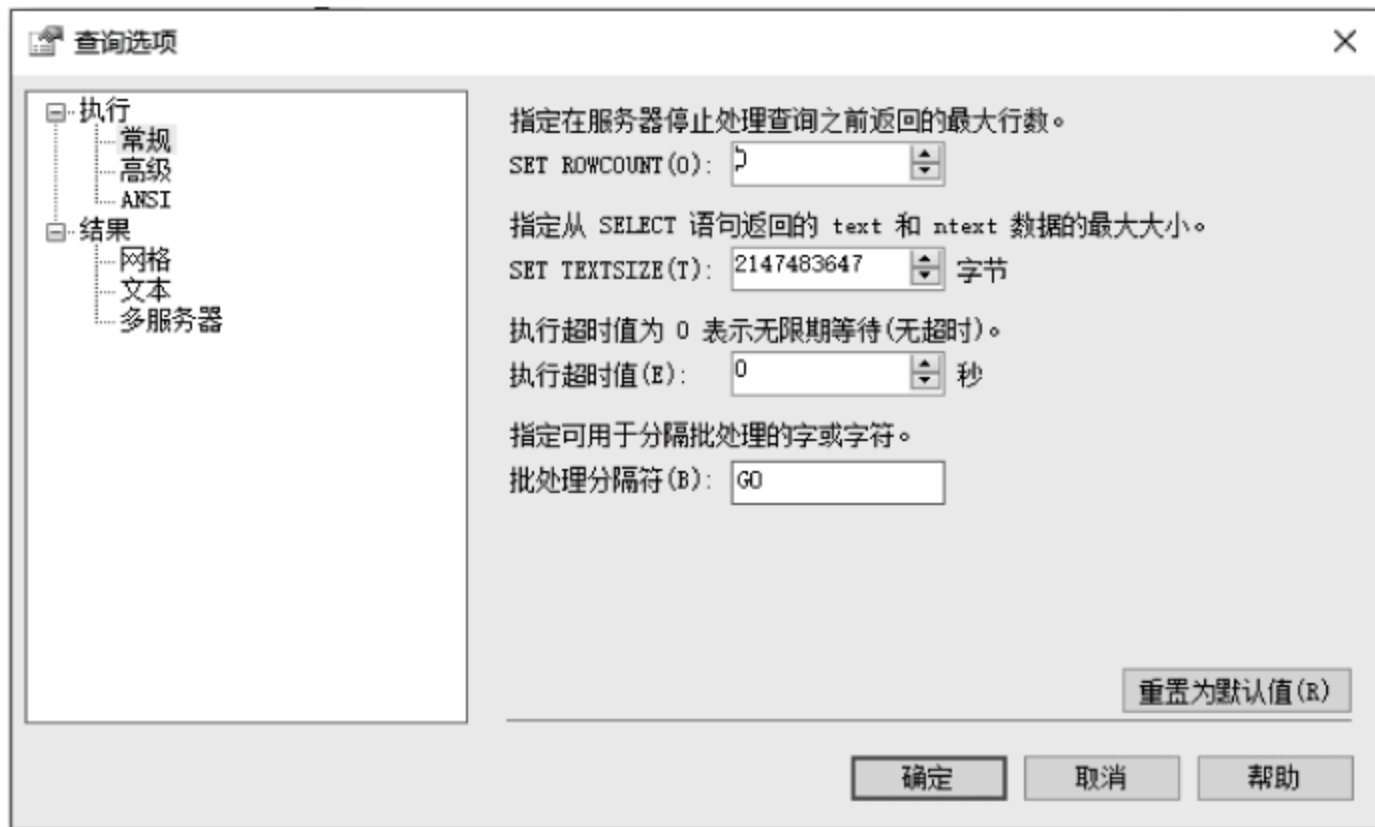 查询选项
执行
常规
高级
ANSI
结果
网格
文本
多服务器
指定在服务器停止处理查询之前返回的最大行数。
SET ROWCOUNT(O):
指定从 SELECT 语句返回的 text 和 ntext 数据的最大大小。
SET TEXTSIZE(T): 2147483647 字节
执行超时值为 0 表示无限期等待(无超时)。
执行超时值(E): 0 秒
指定可用于分隔批处理的字或字符。
批处理分隔符(B): GO
重置为默认值(R)
确定 取消 帮助